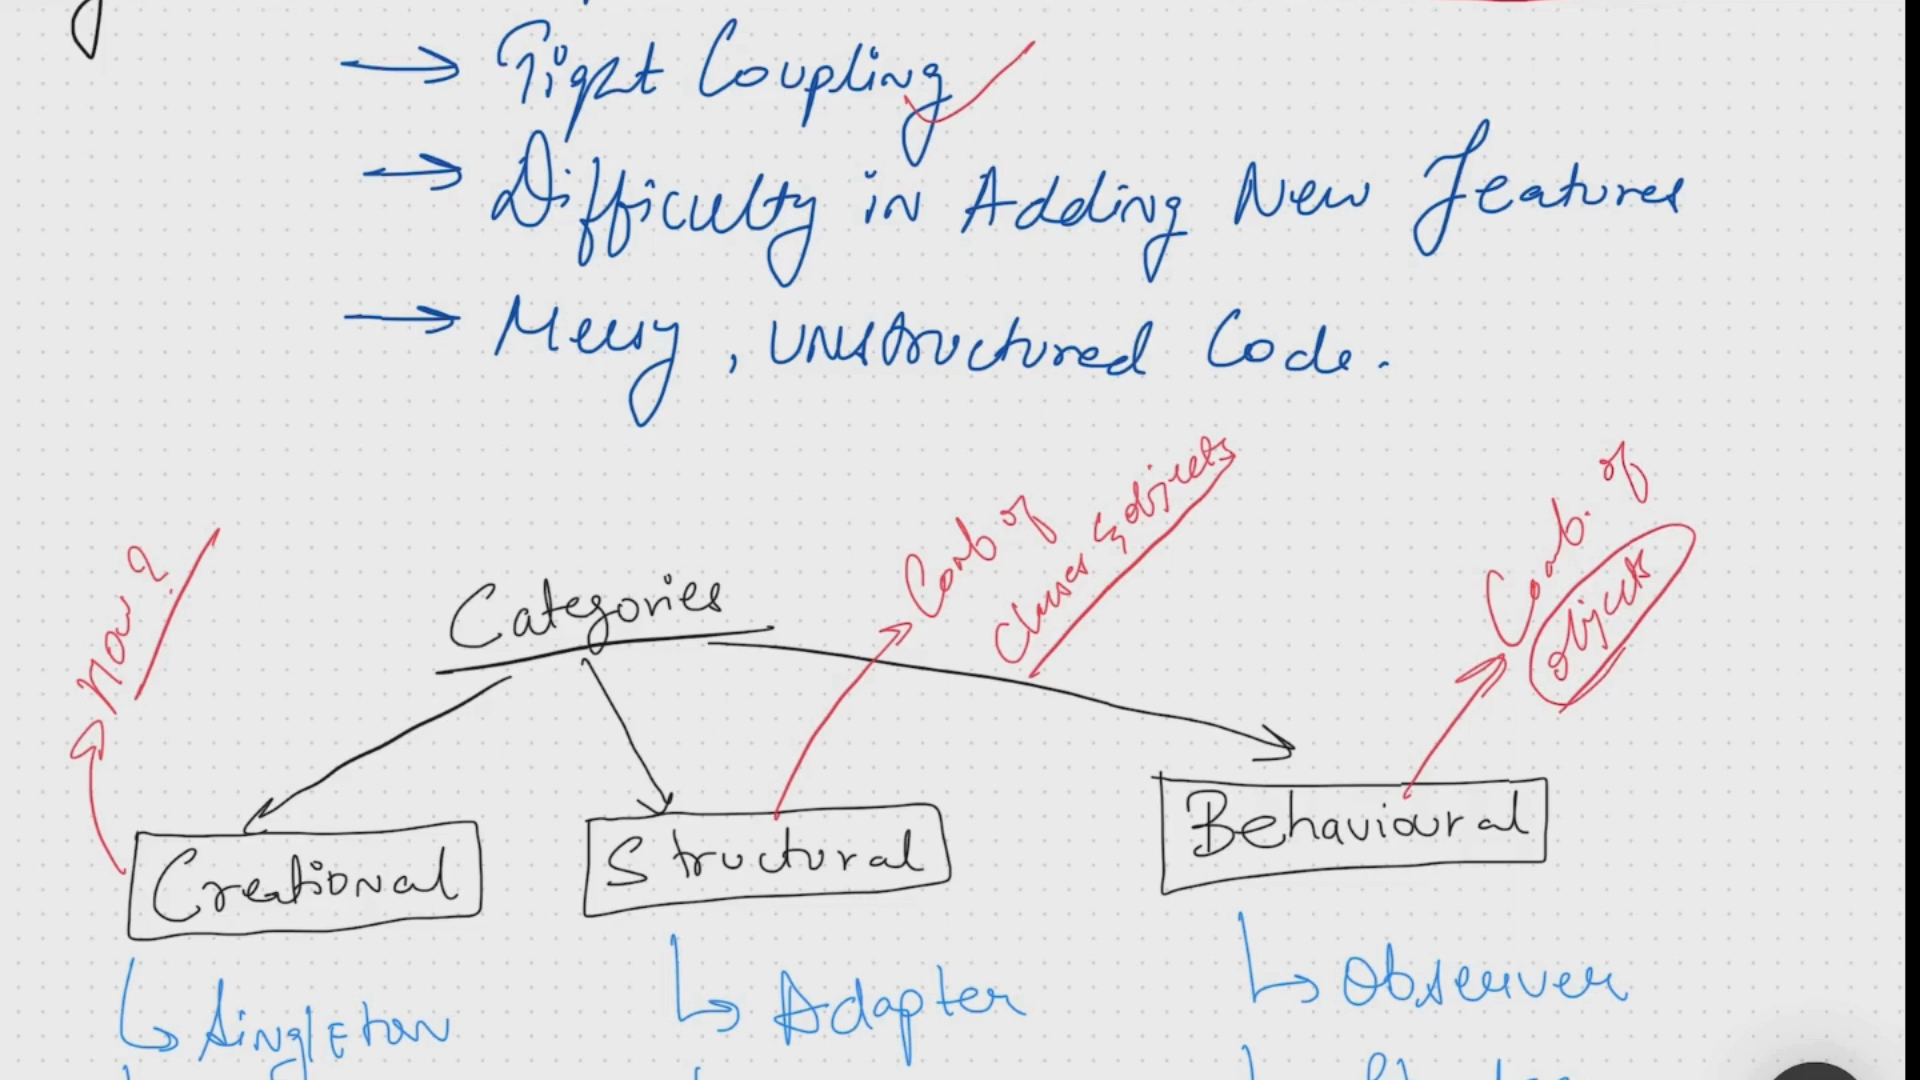 → Tight Coupling
→ Difficulty in Adding New Features
→ Messy, Unstructured Code.
Categories
How?
Comb of
classes & objects
Comb. of
objects
Creational
Structural
Behavioural
Singleton
Adapter
Observer